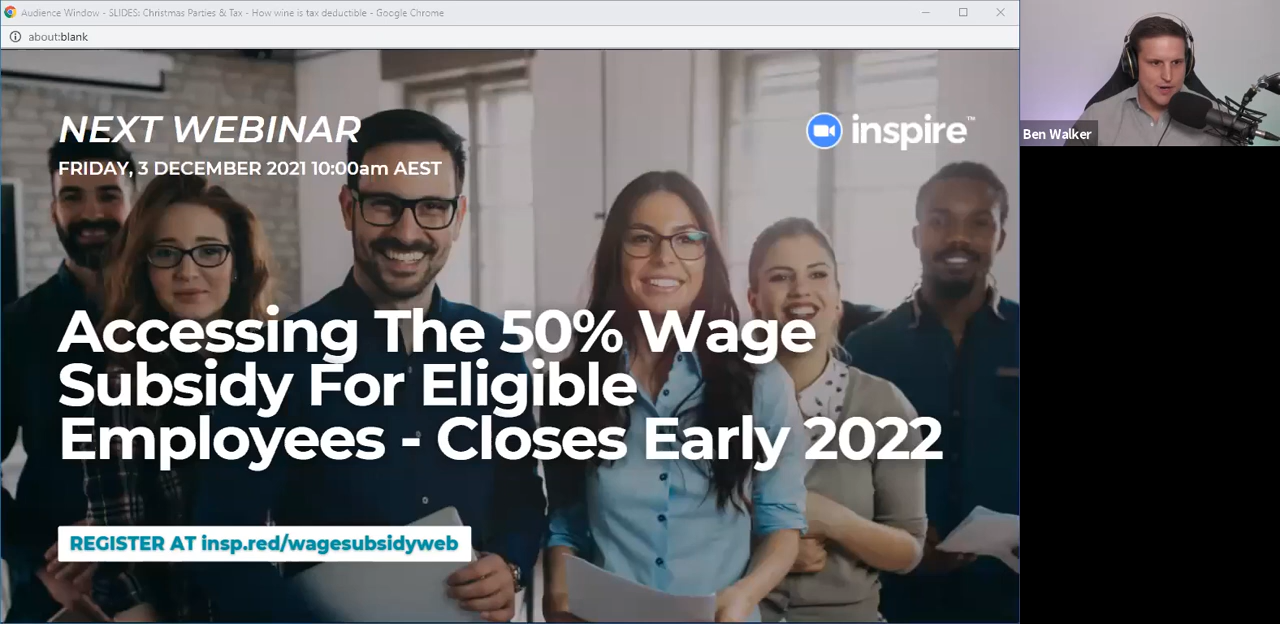 Audience Window - SLIDES: Christmas Parties & Tax - How wine is tax deductible - Google Chrome
about:blank
NEXT WEBINAR
FRIDAY, 3 DECEMBER 2021 10:00am AEST
inspire™
Accessing The 50% Wage
Subsidy For Eligible
Employees - Closes Early 2022
REGISTER AT insp.red/wagesubsidyweb
Ben Walker